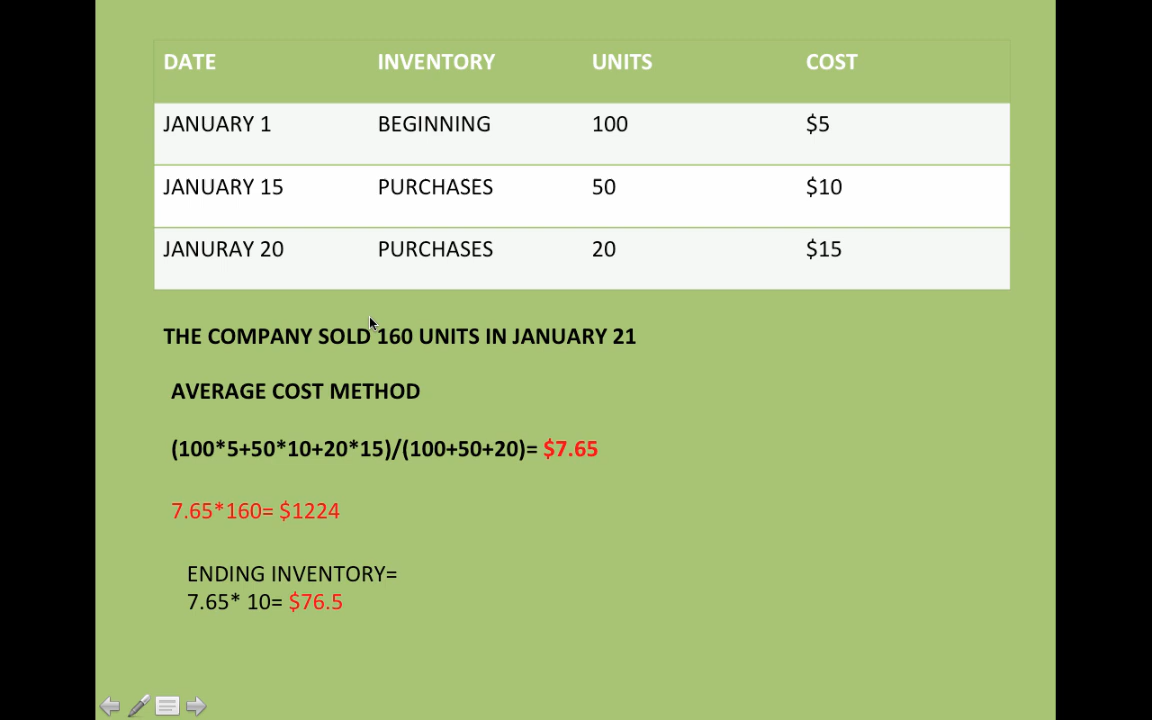 DATE INVENTORY UNITS COST
JANUARY 1 BEGINNING 100 $5
JANUARY 15 PURCHASES 50 $10
JANURAY 20 PURCHASES 20 $15
THE COMPANY SOLD 160 UNITS IN JANUARY 21
AVERAGE COST METHOD
(100*5+50*10+20*15)/(100+50+20)= $7.65
7.65*160= $1224
ENDING INVENTORY=
7.65* 10= $76.5